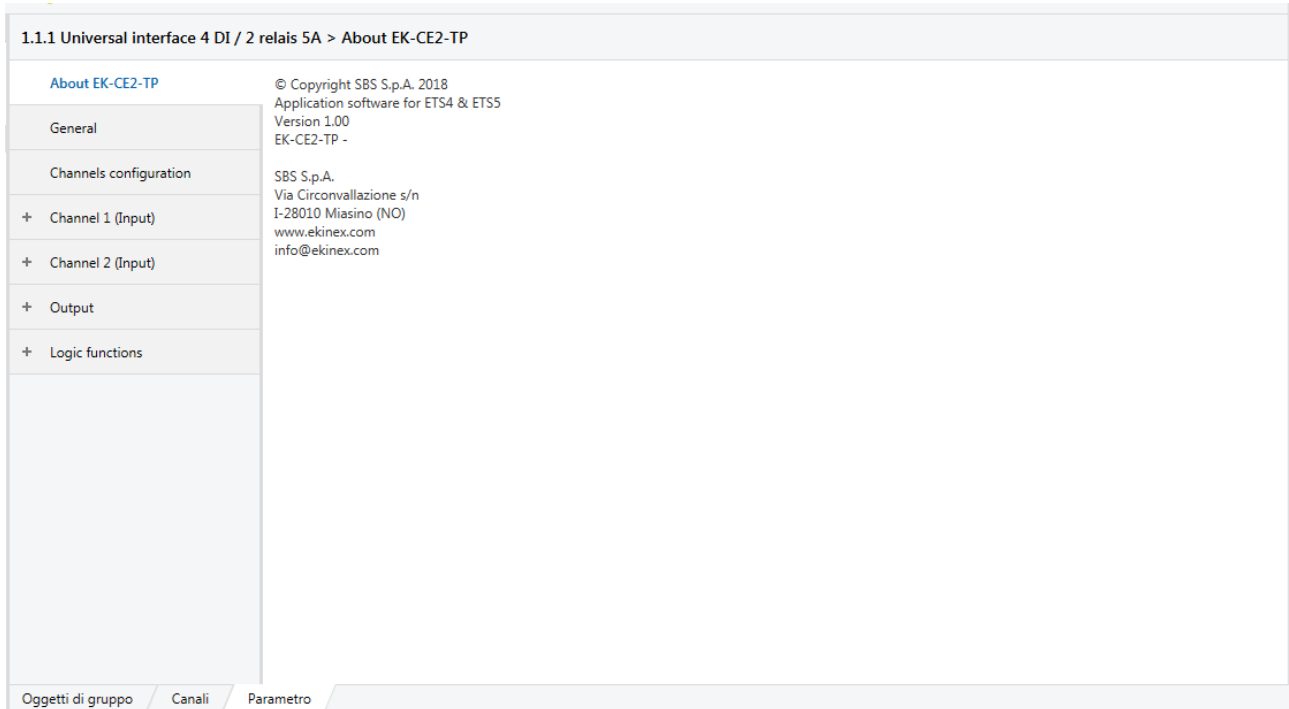 1.1.1 Universal interface 4 DI / 2 relais 5A > About EK-CE2-TP
About EK-CE2-TP
General
Channels configuration
+ Channel 1 (Input)
+ Channel 2 (Input)
+ Output
+ Logic functions
© Copyright SBS S.p.A. 2018
Application software for ETS4 & ETS5
Version 1.00
EK-CE2-TP -
SBS S.p.A.
Via Circonvallazione s/n
I-28010 Miasino (NO)
www.ekinex.com
info@ekinex.com
Oggetti di gruppo / Canali / Parametro